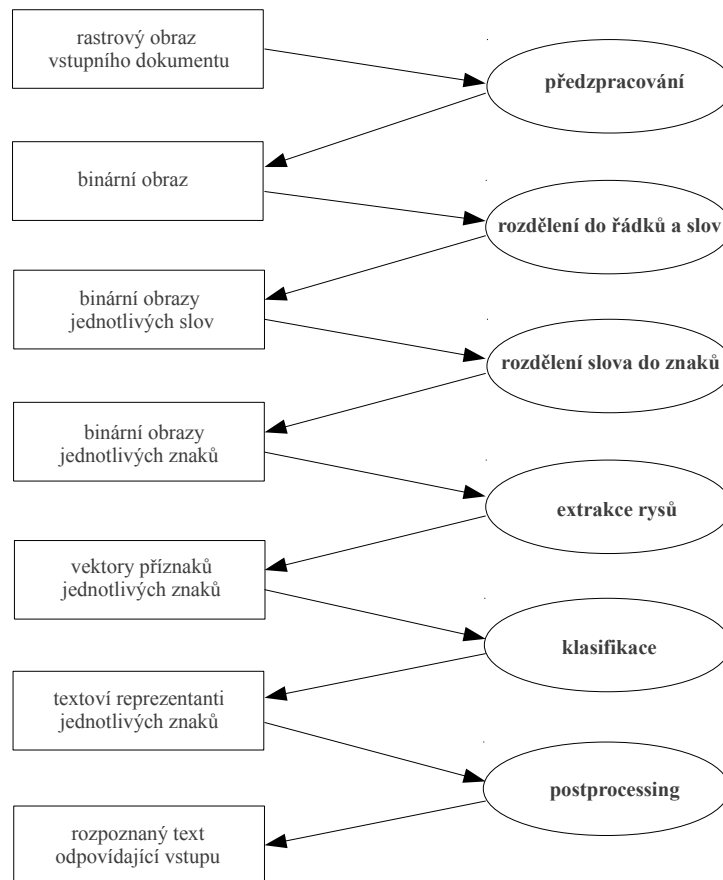 rastrový obraz
vstupního dokumentu
předzpracování
binární obraz
rozdělení do řádků a slov
binární obrazy
jednotlivých slov
rozdělení slova do znaků
binární obrazy
jednotlivých znaků
extrakce rysů
vektory příznaků
jednotlivých znaků
klasifikace
textoví reprezentanti
jednotlivých znaků
postprocessing
rozpoznaný text
odpovídající vstupu